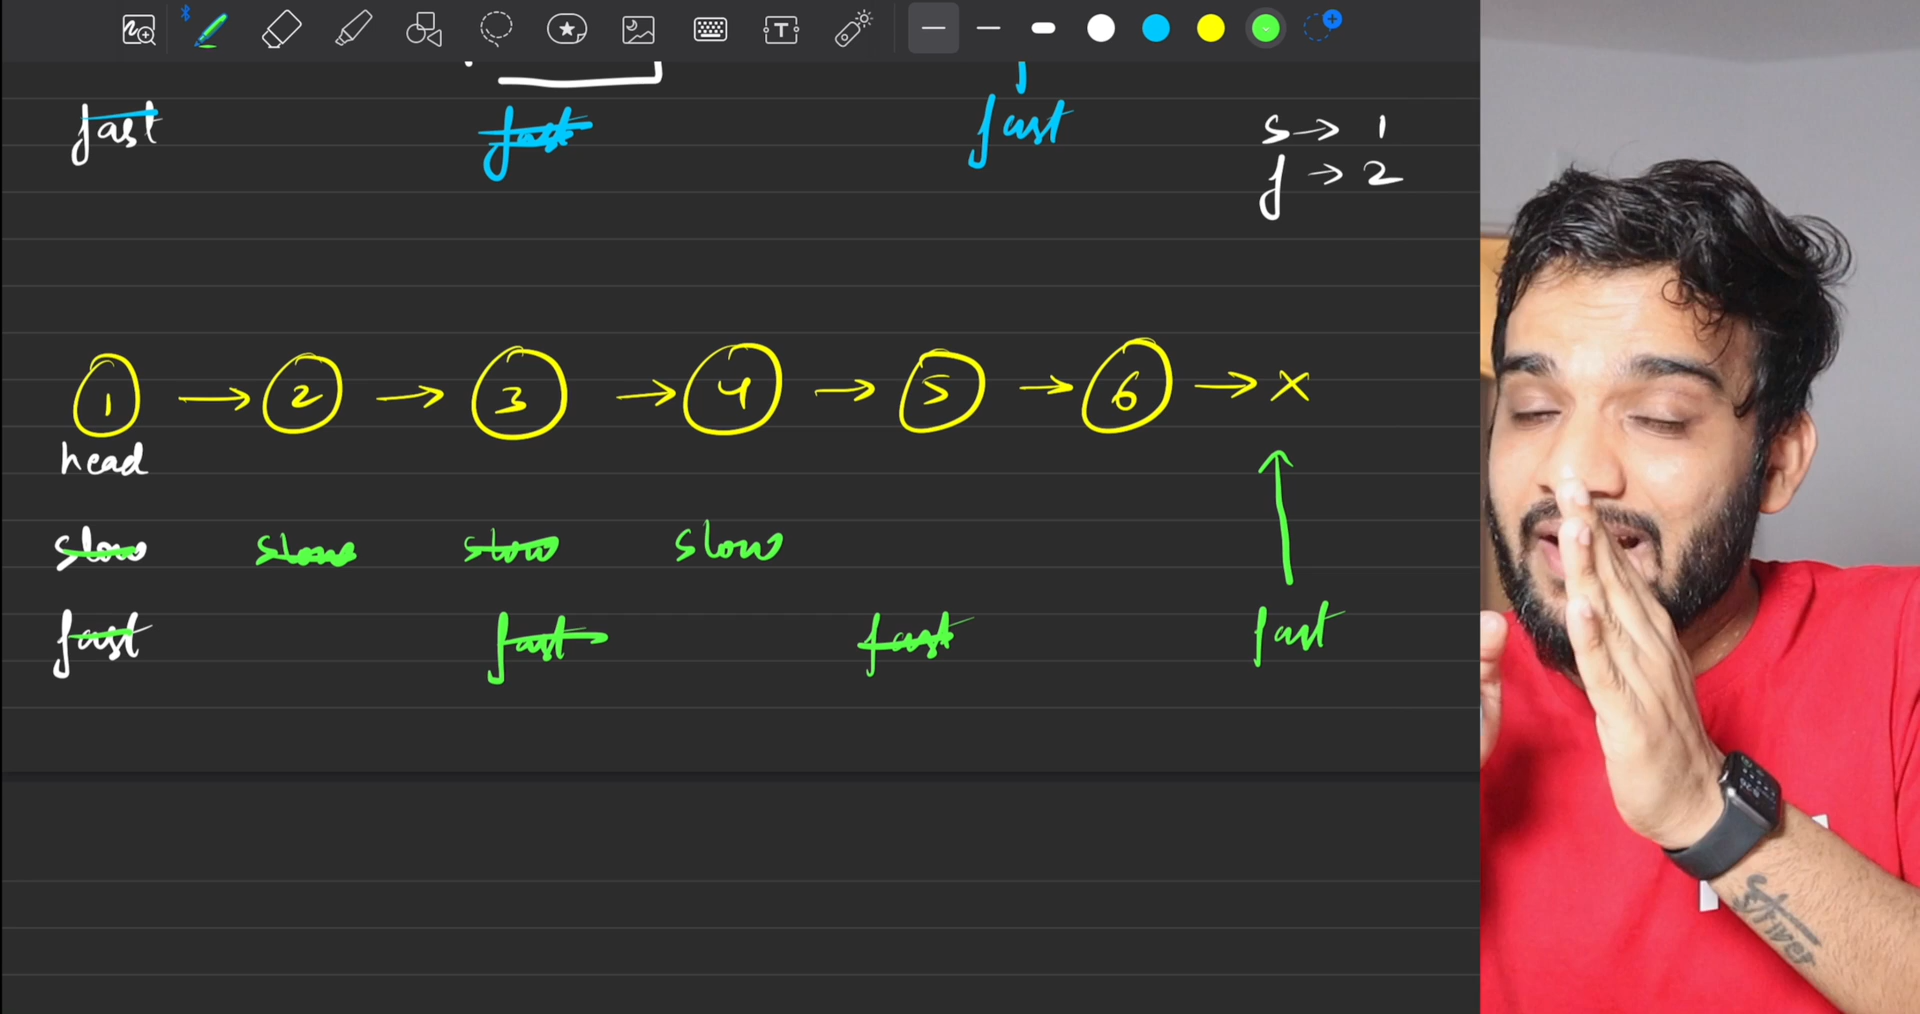 T
fast fast fast
s → 1
f → 2
1 → 2 → 3 → 4 → 5 → 6 → x
head
slow slow slow slow
fast fast fast fast
striver